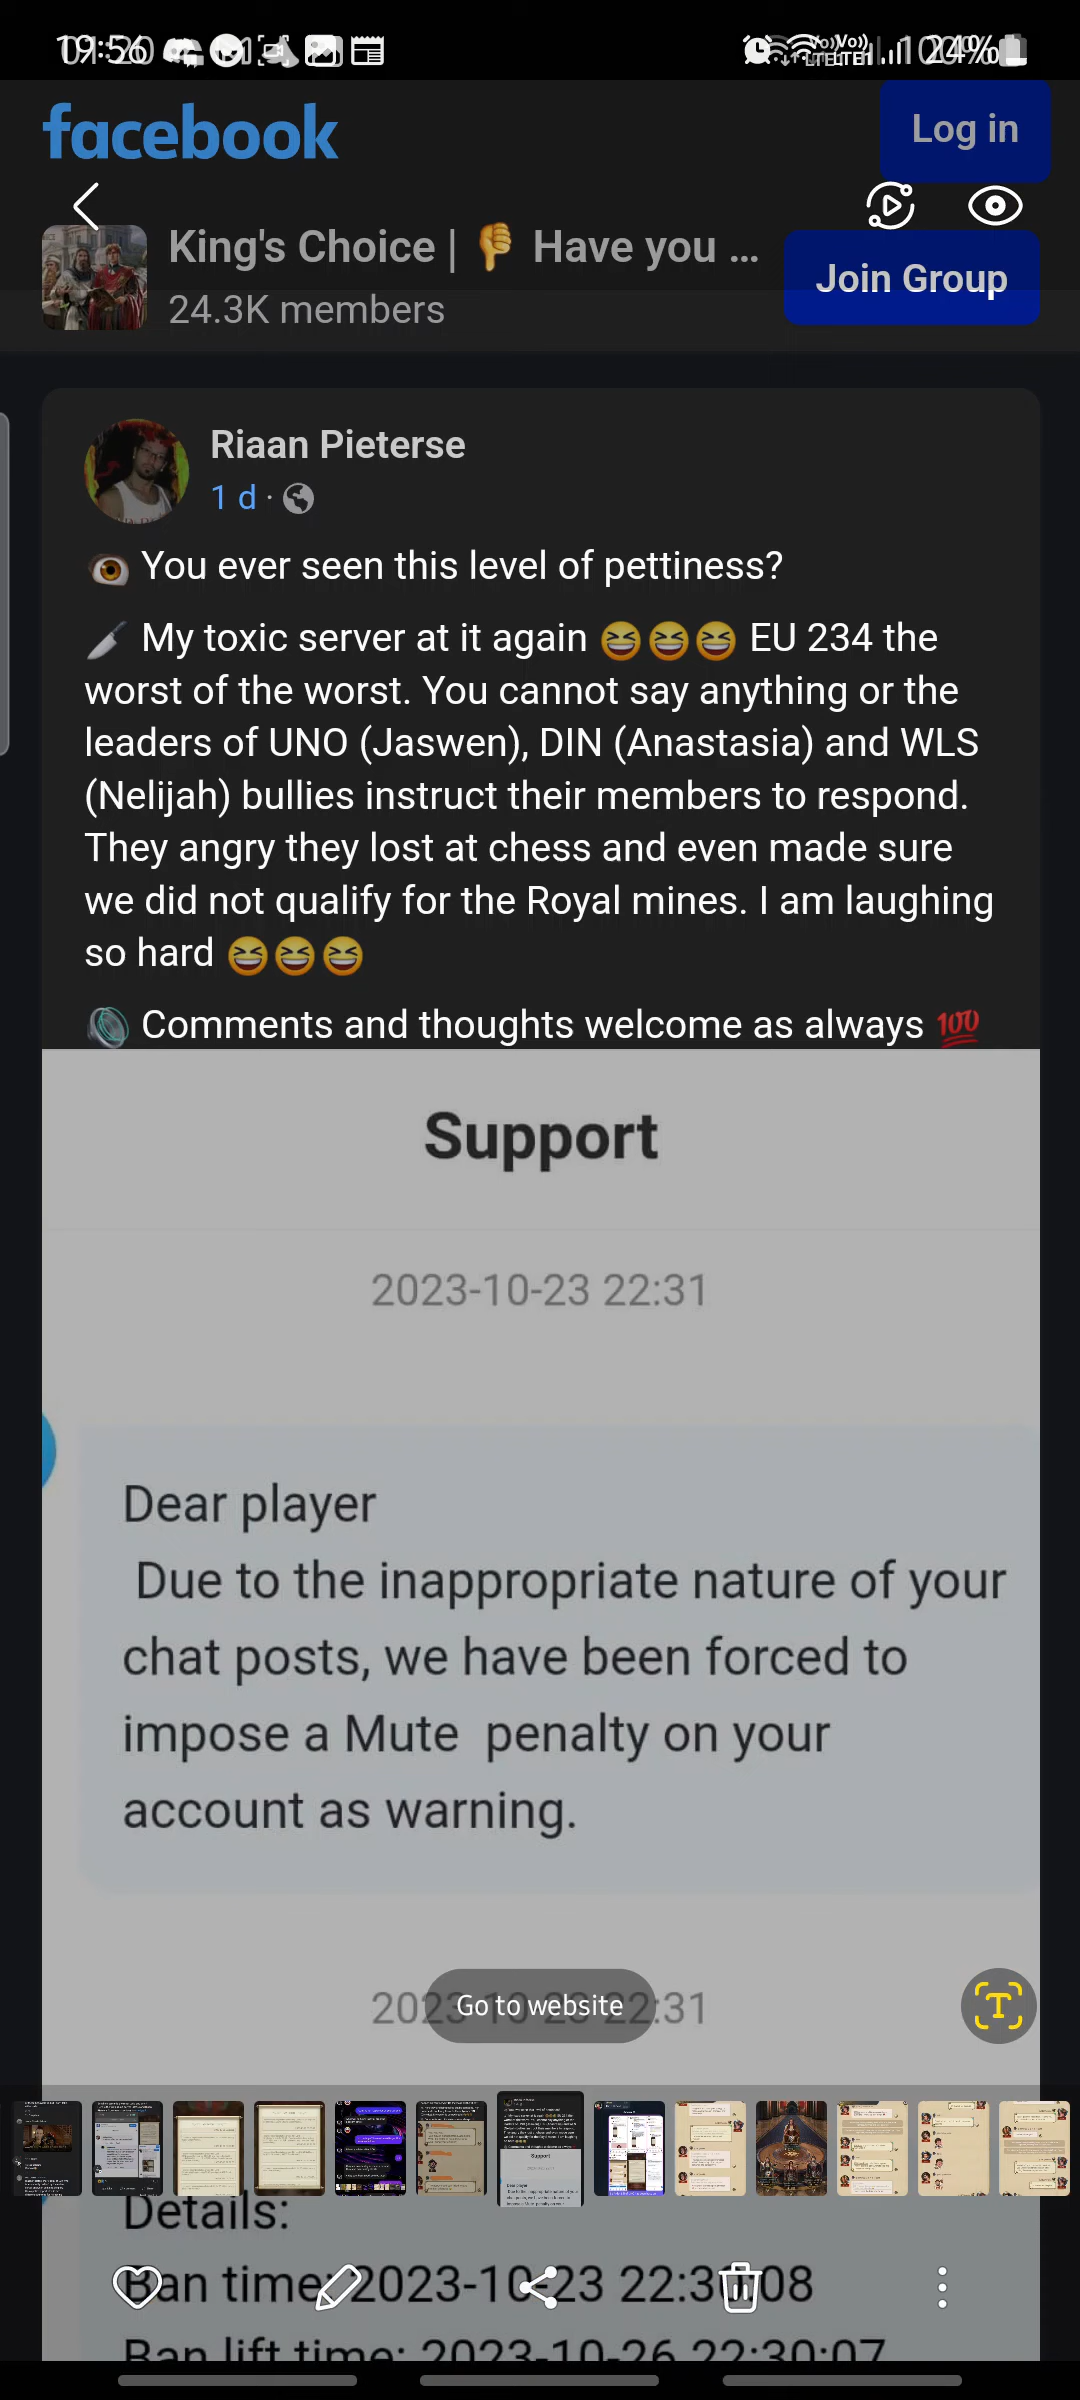 19:56
24%
facebook
Log in
King's Choice | 👎 Have you ...
24.3K members
Join Group
Riaan Pieterse
1 d ·
👁 You ever seen this level of pettiness?
🔪 My toxic server at it again 😆😆😆 EU 234 the
worst of the worst. You cannot say anything or the
leaders of UNO (Jaswen), DIN (Anastasia) and WLS
(Nelijah) bullies instruct their members to respond.
They angry they lost at chess and even made sure
we did not qualify for the Royal mines. I am laughing
so hard 😆😆😆
Comments and thoughts welcome as always 💯
Support
2023-10-23 22:31
Dear player
Due to the inappropriate nature of your
chat posts, we have been forced to
impose a Mute  penalty on your
account as warning.
2023-10-23 22:31
Go to website
T
Details:
Ban time: 2023-10-23 22:30:08
Ban lift time: 2023-10-26 22:30:07